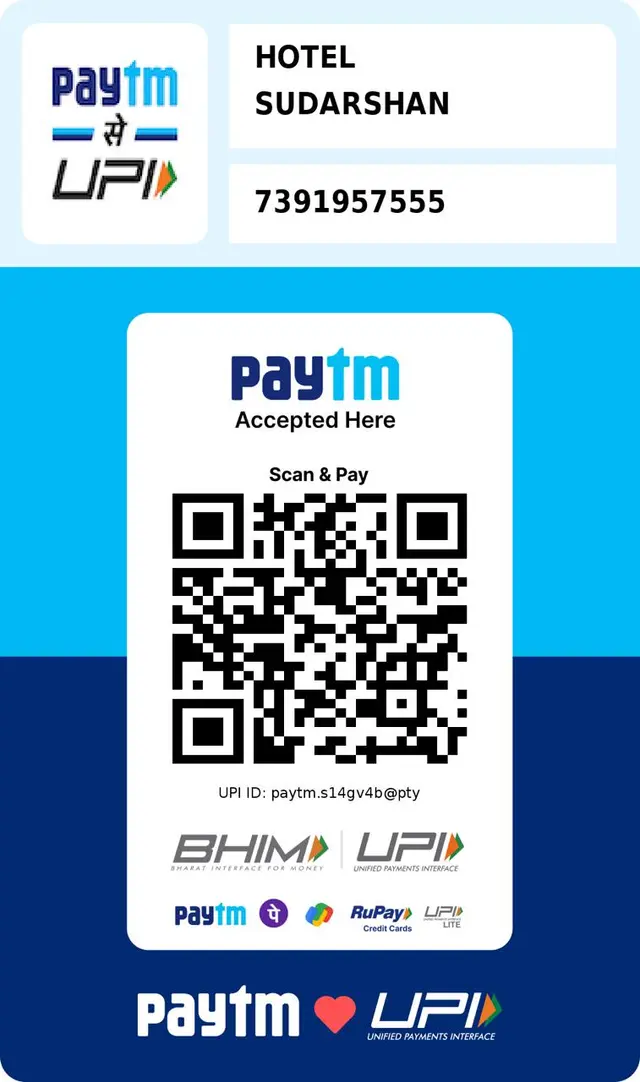 paytm
से
UPI
HOTEL
SUDARSHAN
7391957555
paytm
Accepted Here
Scan & Pay
UPI ID: paytm.s14gv4b@pty
BHIM
BHARAT INTERFACE FOR MONEY
UPI
UNIFIED PAYMENTS INTERFACE
paytm पे RuPay UPI
Credit Cards LITE
paytm UPI
UNIFIED PAYMENTS INTERFACE